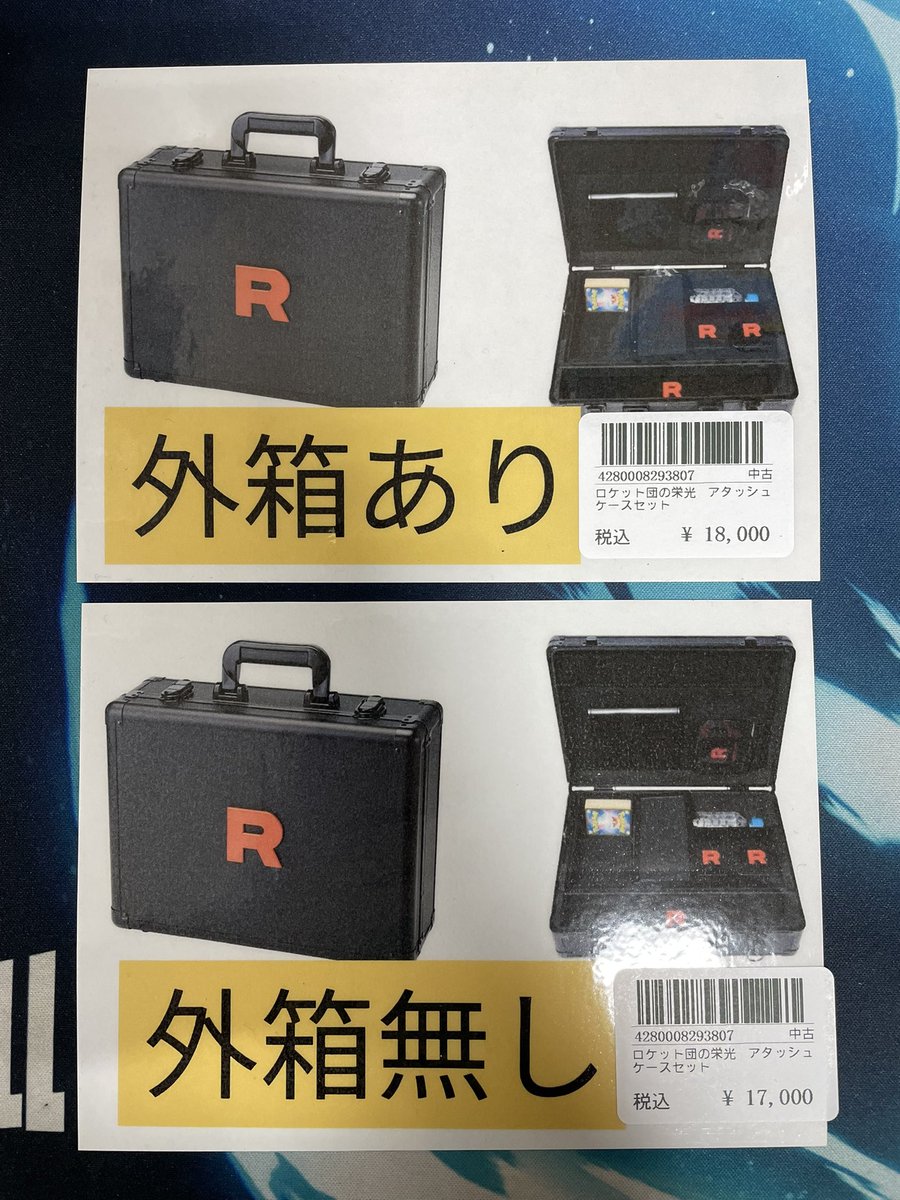 R
R
R R
R
外箱あり
4280008293807 中古
ロケット団の栄光 アタッシュ
ケースセット
税込 ¥ 18,000
R
R
R R
R
外箱無し
4280008293807 中古
ロケット団の栄光 アタッシュ
ケースセット
税込 ¥ 17,000